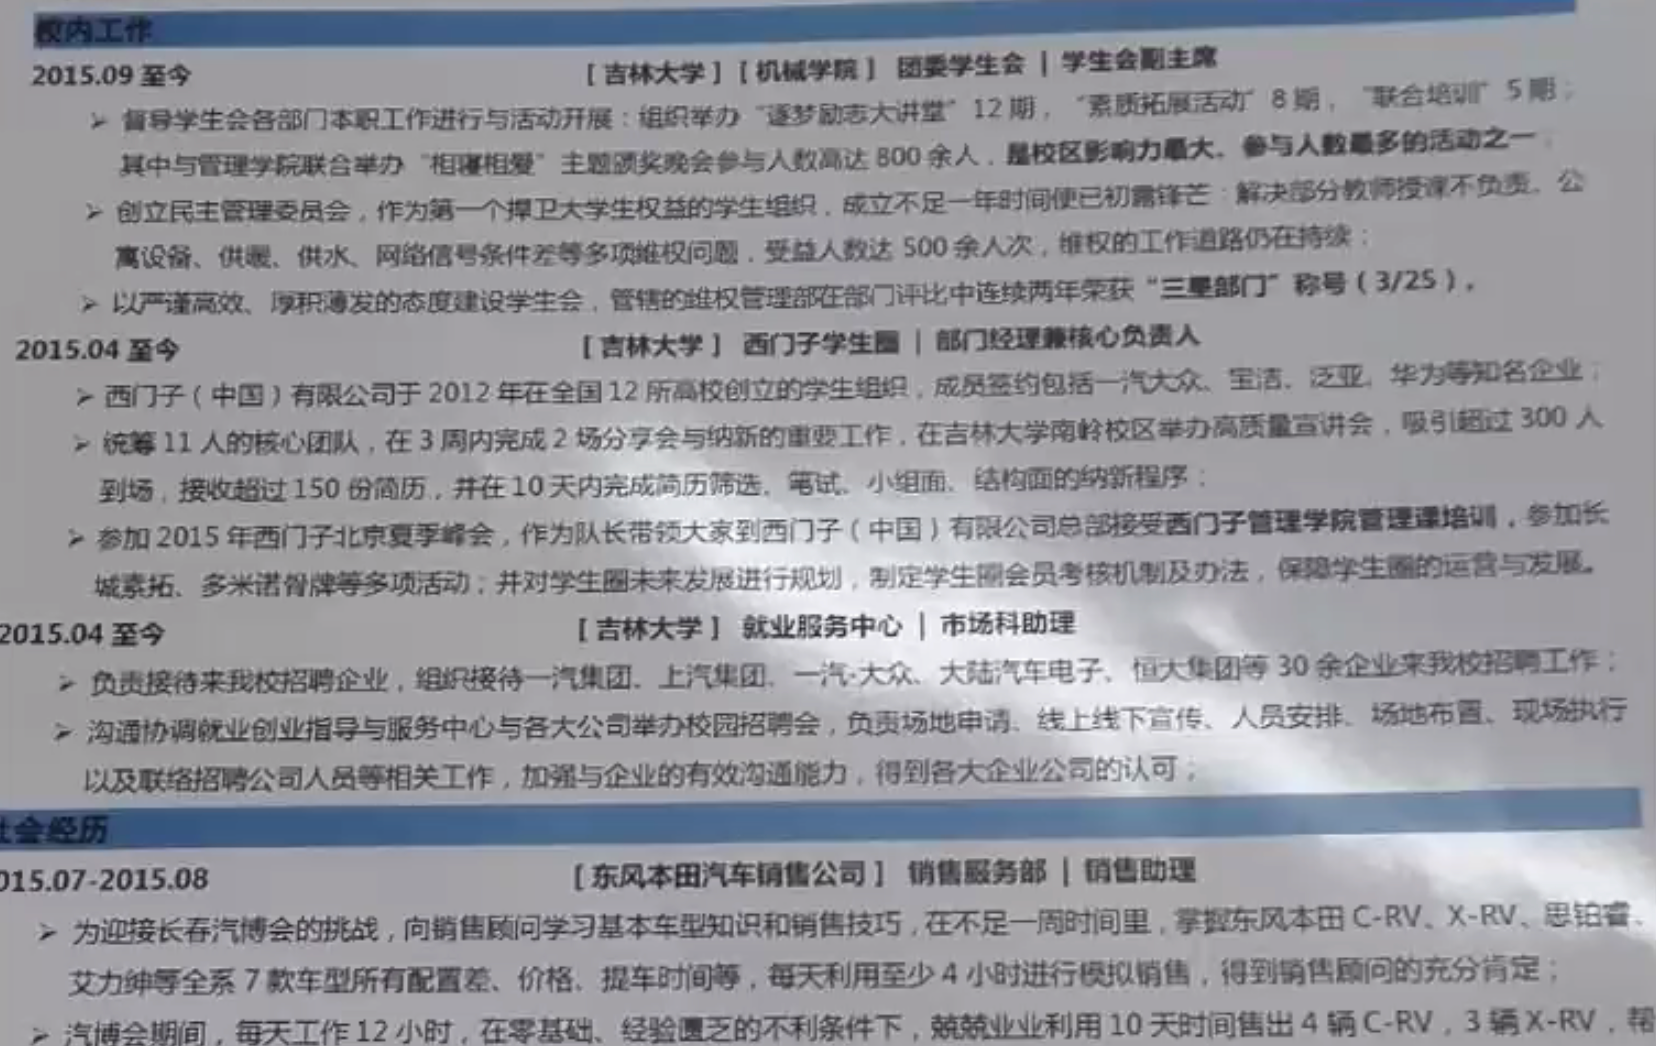 校内工作
2015.09 至今 [ 吉林大学 ] [ 机械学院 ] 团委学生会 | 学生会副主席
➢ 督导学生会各部门本职工作进行与活动开展：组织举办“逐梦励志大讲堂”12 期，“素质拓展活动”8 期，“联合培训”5 期；
其中与管理学院联合举办“相寝相爱”主题颁奖晚会参与人数高达 800 余人，是校区影响力最大、参与人数最多的活动之一；
➢ 创立民主管理委员会，作为第一个捍卫大学生权益的学生组织，成立不足一年时间便已初露锋芒：解决部分教师授课不负责、公
寓设备、供暖、供水、网络信号条件差等多项维权问题，受益人数达 500 余人次，维权的工作道路仍在持续；
➢ 以严谨高效、厚积薄发的态度建设学生会，管辖的维权管理部在部门评比中连续两年荣获“三星部门”称号（3/25）。
2015.04 至今 [ 吉林大学 ] 西门子学生圈 | 部门经理兼核心负责人
➢ 西门子（中国）有限公司于 2012 年在全国 12 所高校创立的学生组织，成员签约包括一汽大众、宝洁、泛亚、华为等知名企业；
➢ 统筹 11 人的核心团队，在 3 周内完成 2 场分享会与纳新的重要工作，在吉林大学南岭校区举办高质量宣讲会，吸引超过 300 人
到场，接收超过 150 份简历，并在 10 天内完成简历筛选、笔试、小组面、结构面的纳新程序；
➢ 参加 2015 年西门子北京夏季峰会，作为队长带领大家到西门子（中国）有限公司总部接受西门子管理学院管理课培训，参加长
城素拓、多米诺骨牌等多项活动；并对学生圈未来发展进行规划，制定学生圈会员考核机制及办法，保障学生圈的运营与发展。
2015.04 至今 [ 吉林大学 ] 就业服务中心 | 市场科助理
➢ 负责接待来我校招聘企业，组织接待一汽集团、上汽集团、一汽-大众、大陆汽车电子、恒大集团等 30 余企业来我校招聘工作；
➢ 沟通协调就业创业指导与服务中心与各大公司举办校园招聘会，负责场地申请、线上线下宣传、人员安排、场地布置、现场执行
以及联络招聘公司人员等相关工作，加强与企业的有效沟通能力，得到各大企业公司的认可；
社会经历
015.07-2015.08 [ 东风本田汽车销售公司 ] 销售服务部 | 销售助理
➢ 为迎接长春汽博会的挑战，向销售顾问学习基本车型知识和销售技巧，在不足一周时间里，掌握东风本田 C-RV、X-RV、思铂睿、
艾力绅等全系 7 款车型所有配置差、价格、提车时间等，每天利用至少 4 小时进行模拟销售，得到销售顾问的充分肯定；
➢ 汽博会期间，每天工作 12 小时，在零基础、经验匮乏的不利条件下，兢兢业业利用 10 天时间售出 4 辆 C-RV，3 辆 X-RV，帮